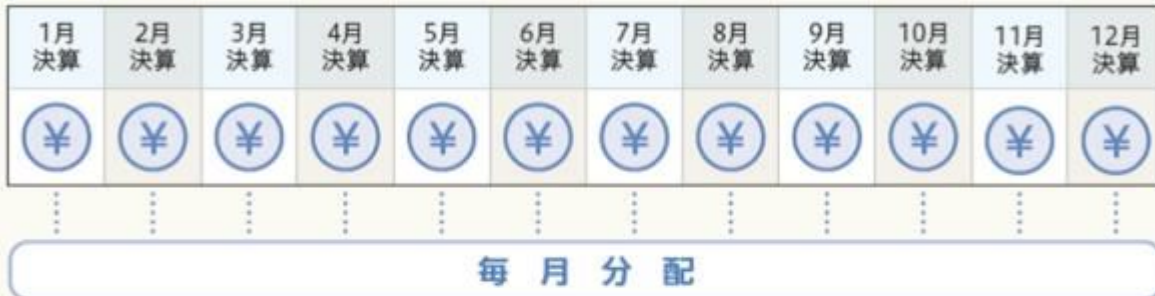 1月 2月 3月 4月 5月 6月 7月 8月 9月 10月 11月 12月
決算 決算 決算 決算 決算 決算 決算 決算 決算 決算 決算 決算
¥ ¥ ¥ ¥ ¥ ¥ ¥ ¥ ¥ ¥ ¥ ¥
毎月分配